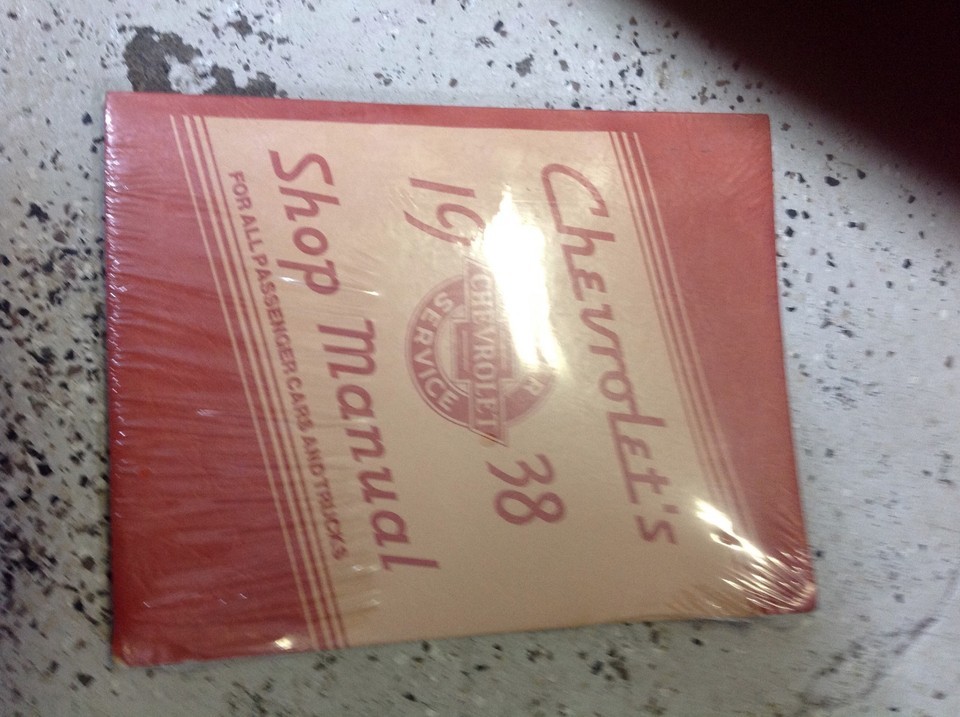 Chevrolet's
19 38
CHEVROLET
SERVICE
Shop Manual
FOR ALL PASSENGER CARS AND TRUCKS